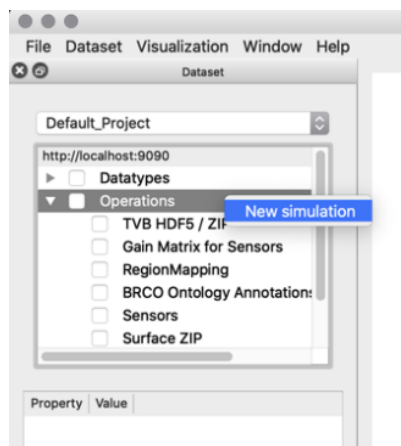 File Dataset Visualization Window Help
Dataset
Default_Project
http://localhost:9090
Datatypes
Operations
New simulation
TVB HDF5 / ZIP
Gain Matrix for Sensors
RegionMapping
BRCO Ontology Annotations
Sensors
Surface ZIP
Property Value